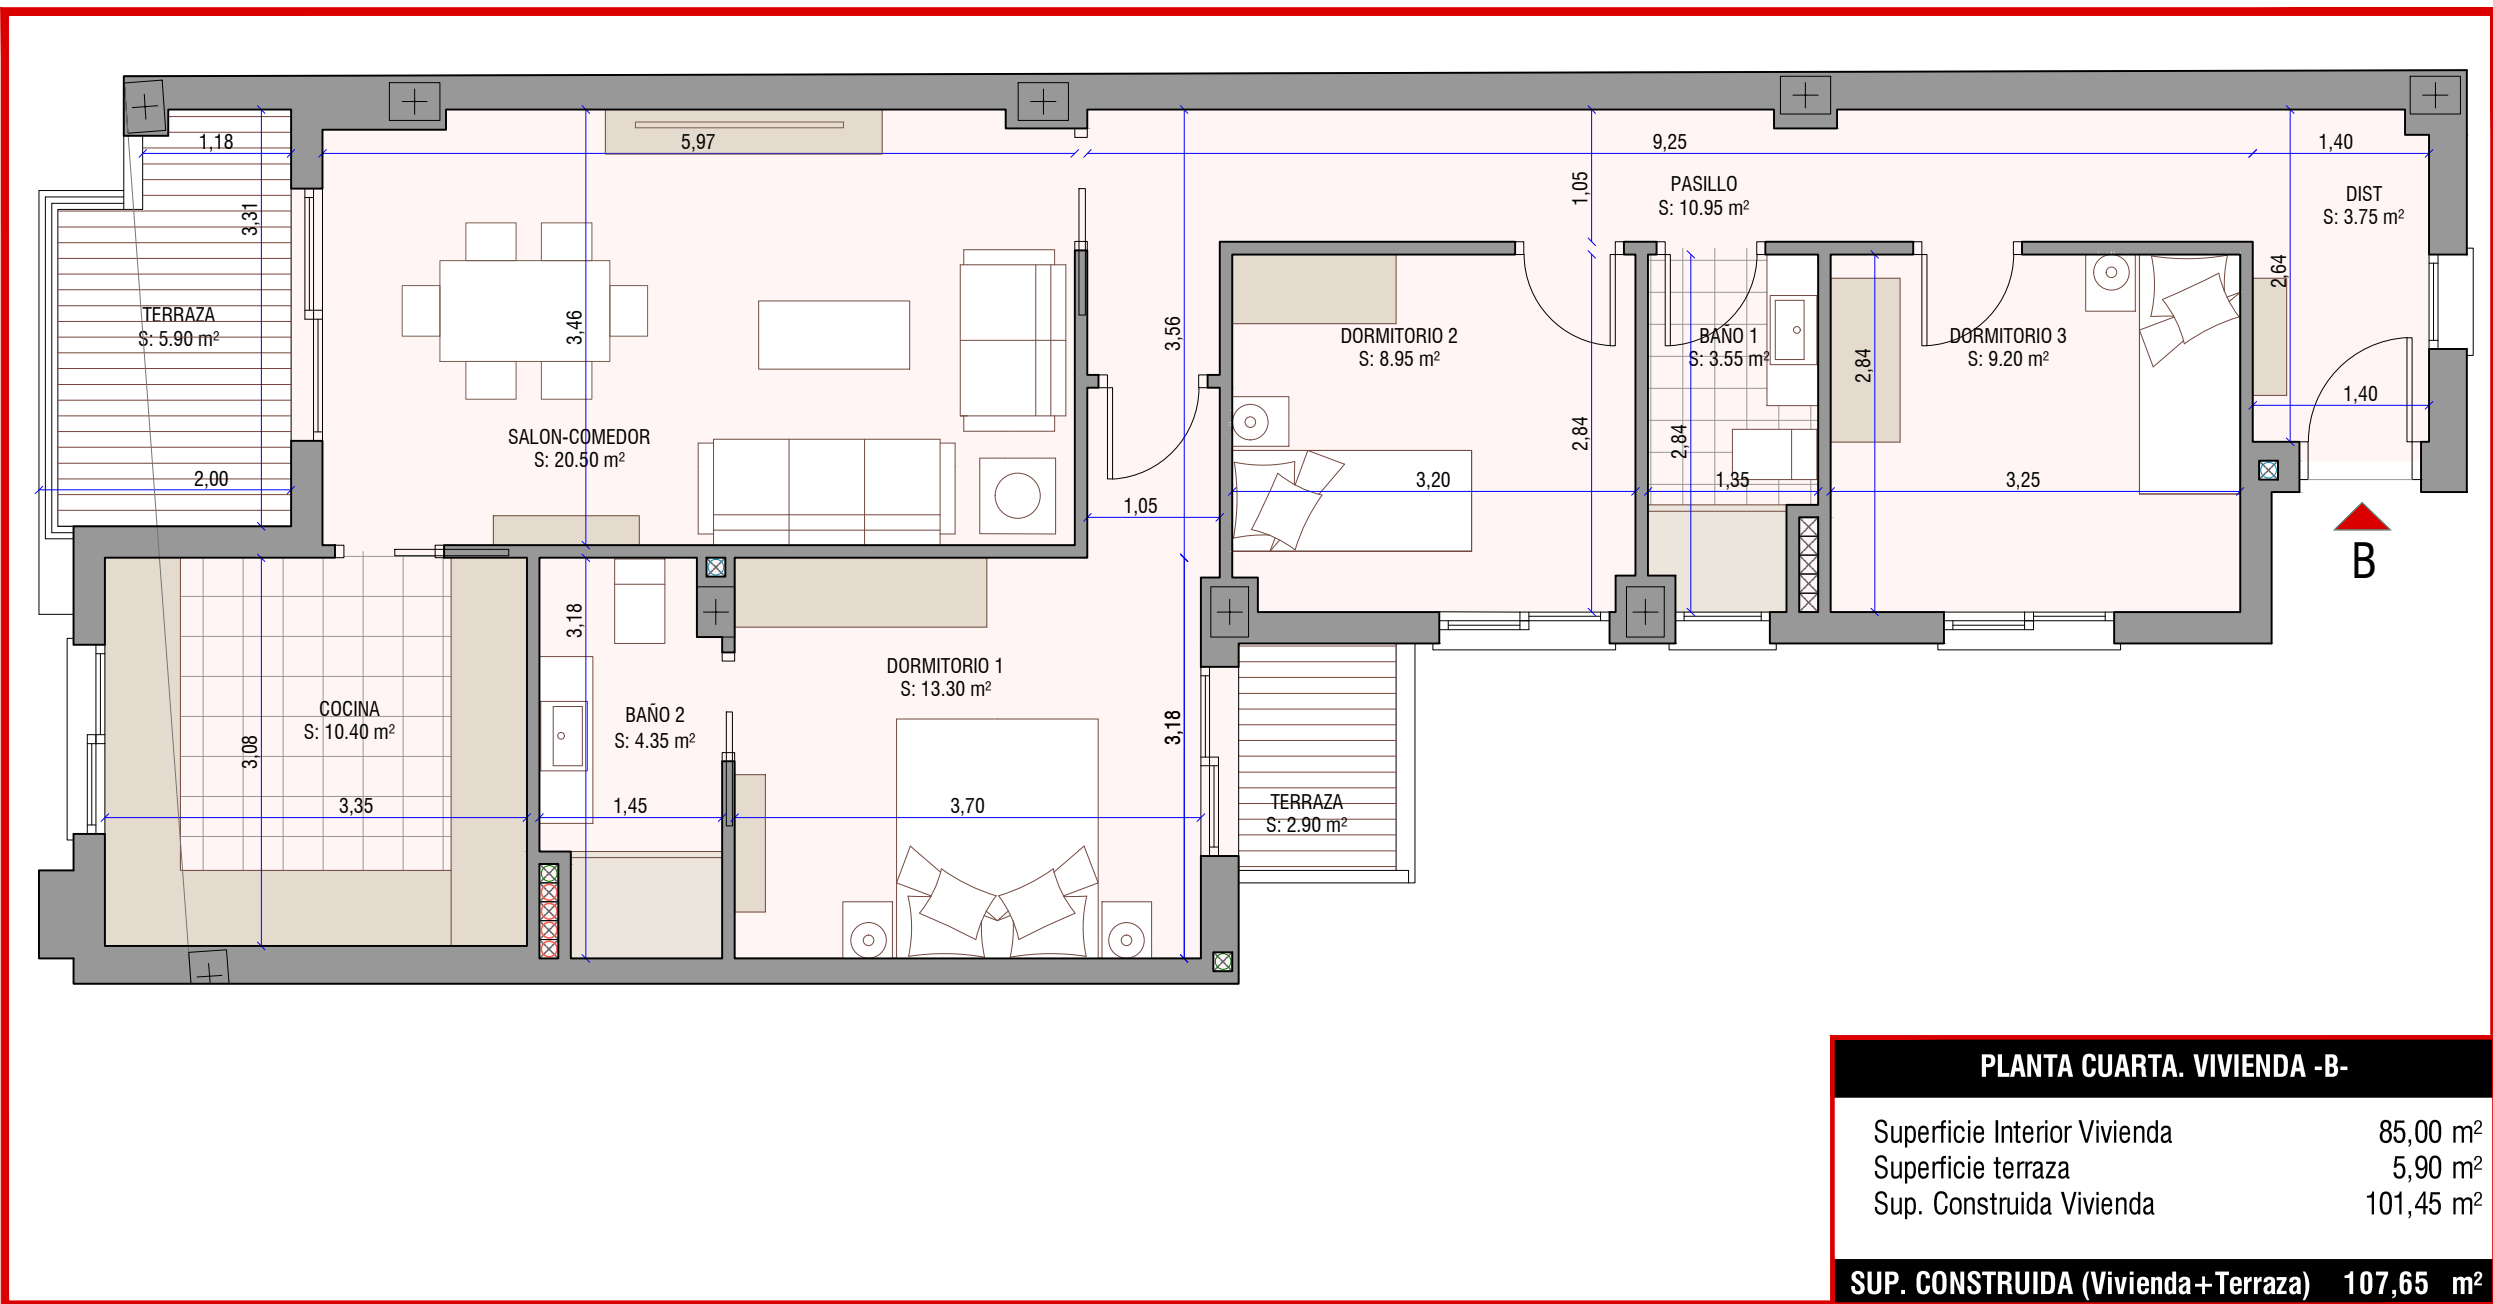 1,18
5,97
9,25
1,40
3,31
1,05
PASILLO
S: 10.95 m²
DIST
S: 3.75 m²
2,64
TERRAZA
S: 5.90 m²
3,46
3,56
DORMITORIO 2
S: 8.95 m²
BAÑO 1
S: 3.55 m²
DORMITORIO 3
S: 9.20 m²
2,84
1,40
SALON-COMEDOR
S: 20.50 m²
2,84
2,84
2,00
3,20
1,35
3,25
1,05
B
3,18
DORMITORIO 1
S: 13.30 m²
COCINA
S: 10.40 m²
BAÑO 2
S: 4.35 m²
3,18
3,08
3,35
1,45
3,70
TERRAZA
S: 2.90 m²
PLANTA CUARTA. VIVIENDA -B-
Superficie Interior Vivienda 85,00 m²
Superficie terraza 5,90 m²
Sup. Construida Vivienda 101,45 m²
SUP. CONSTRUIDA (Vivienda+Terraza) 107,65 m²